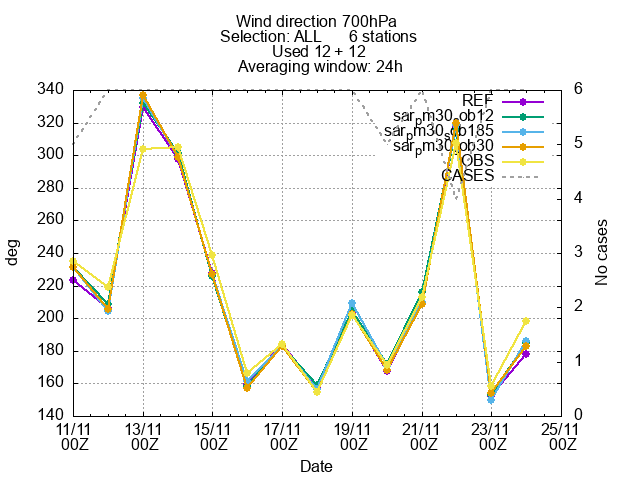 Wind direction 700hPa
Selection: ALL 6 stations
Used 12 + 12
Averaging window: 24h
340
320
300
280
260
240
220
200
180
160
140
deg
6
5
4
3
2
1
0
No cases
REF
sarpm30_ob12
sarpm30_sob185
sarpm30_ob30
OBS
CASES
11/11 13/11 15/11 17/11 19/11 21/11 23/11 25/11
00Z 00Z 00Z 00Z 00Z 00Z 00Z 00Z
Date